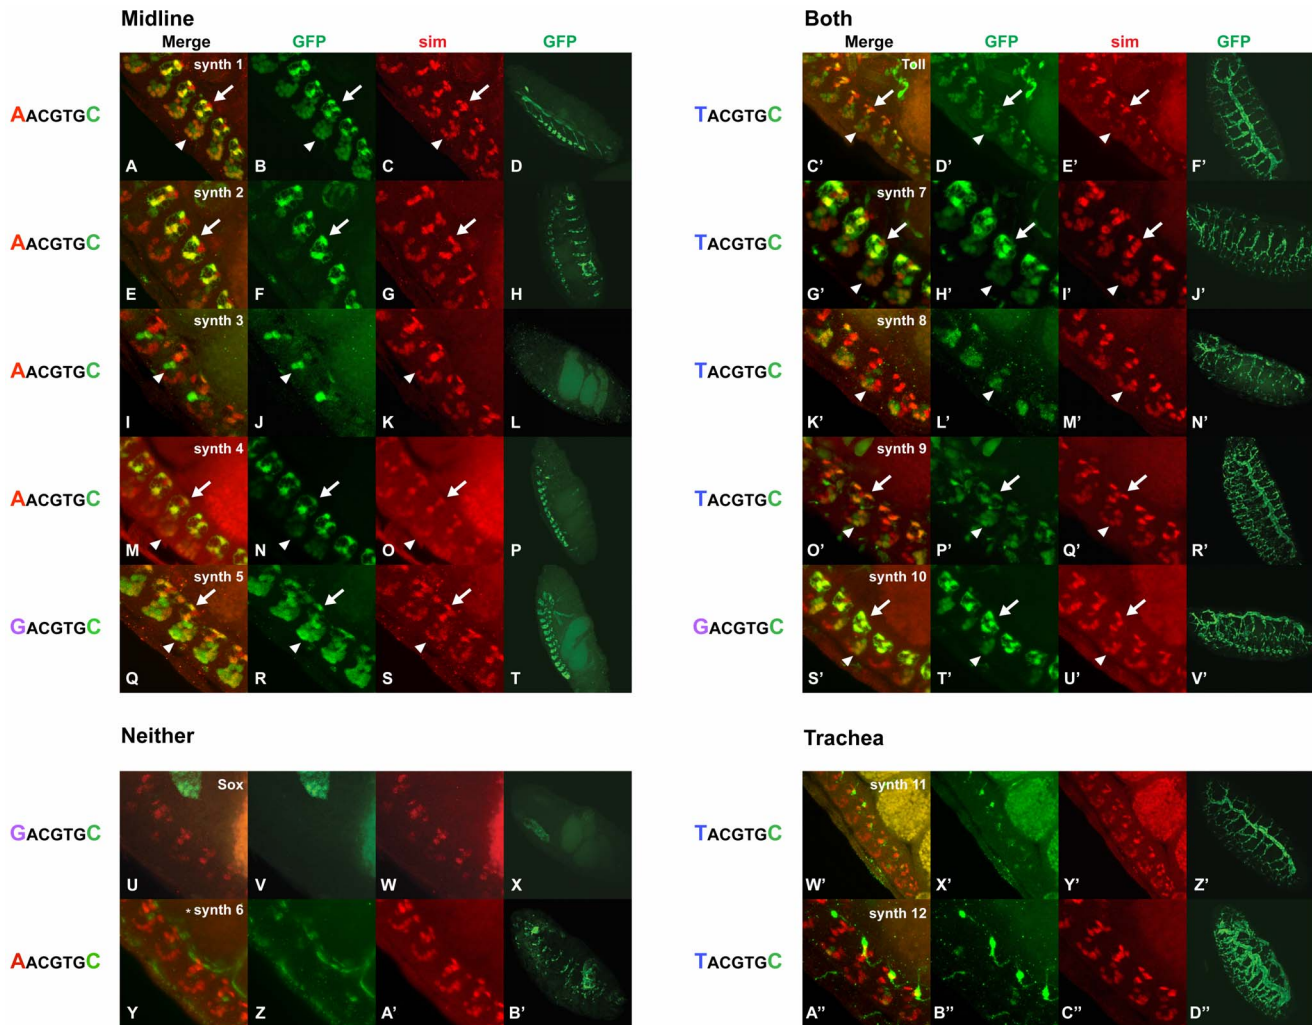 Midline
Merge GFP sim GFP
AACGTGC synth 1 A B C D
AACGTGC synth 2 E F G H
AACGTGC synth 3 I J K L
AACGTGC synth 4 M N O P
GACGTGC synth 5 Q R S T
Both
Merge GFP sim GFP
TACGTGC Toll C’ D’ E’ F’
TACGTGC synth 7 G’ H’ I’ J’
TACGTGC synth 8 K’ L’ M’ N’
TACGTGC synth 9 O’ P’ Q’ R’
GACGTGC synth 10 S’ T’ U’ V’
Neither
GACGTGC Sox U V W X
AACGTGC * synth 6 Y Z A’ B’
Trachea
TACGTGC synth 11 W’ X’ Y’ Z’
TACGTGC synth 12 A” B” C” D”